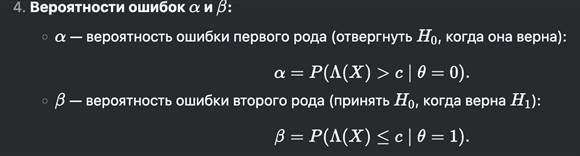 4. Вероятности ошибок α и β:
◦ α — вероятность ошибки первого рода (отвергнуть H₀, когда она верна):
α = P(Λ(X) > c | θ = 0).
◦ β — вероятность ошибки второго рода (принять H₀, когда верна H₁):
β = P(Λ(X) ≤ c | θ = 1).